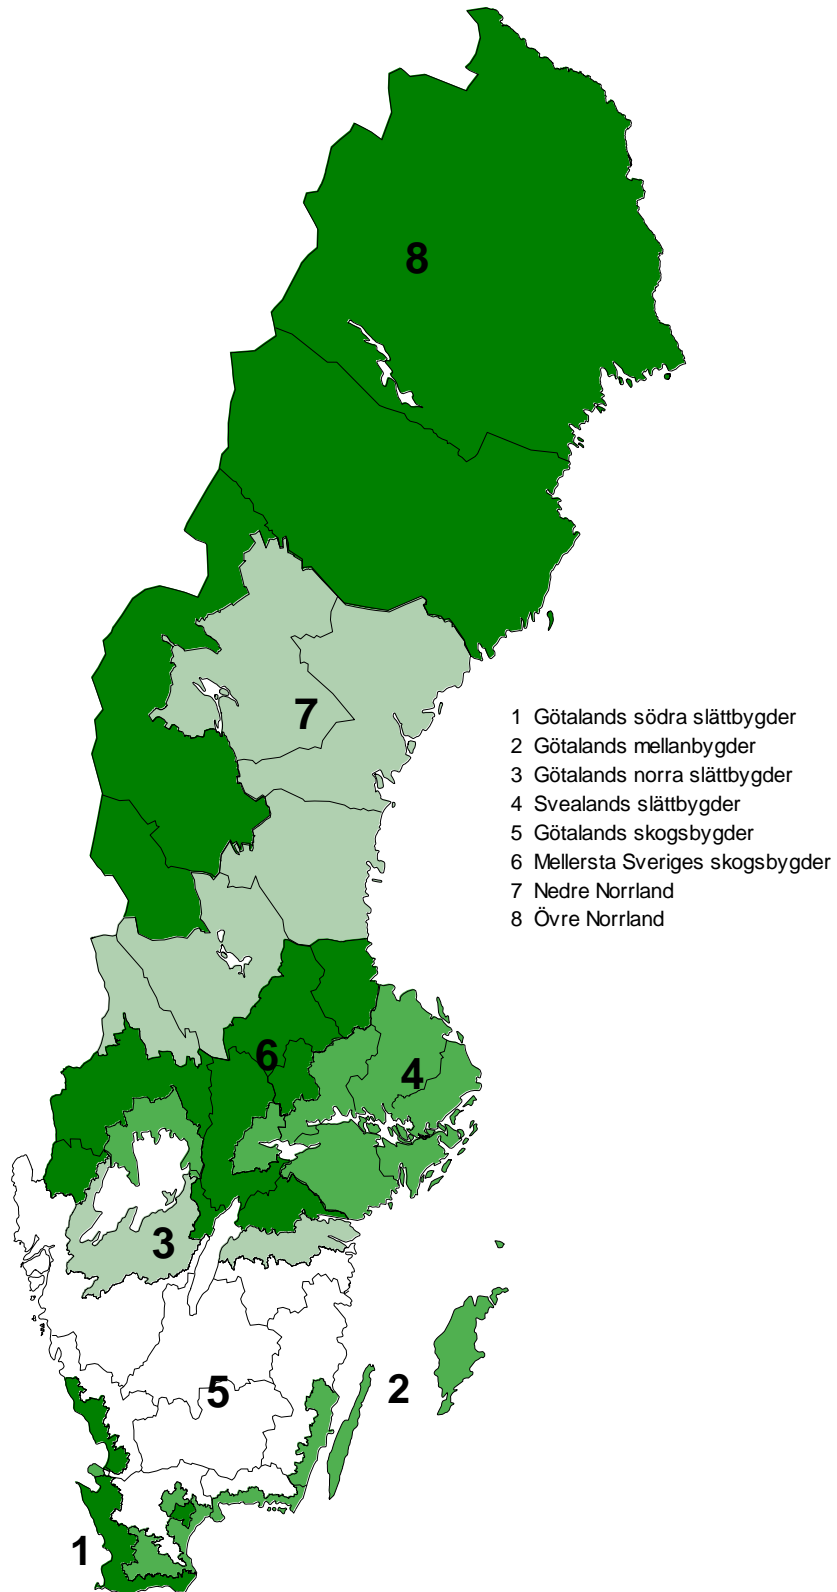 8
7
1 Götalands södra slättbygder
2 Götalands mellanbygder
3 Götalands norra slättbygder
4 Svealands slättbygder
5 Götalands skogsbygder
6 Mellersta Sveriges skogsbygder
7 Nedre Norrland
8 Övre Norrland
6
4
3
5
2
1